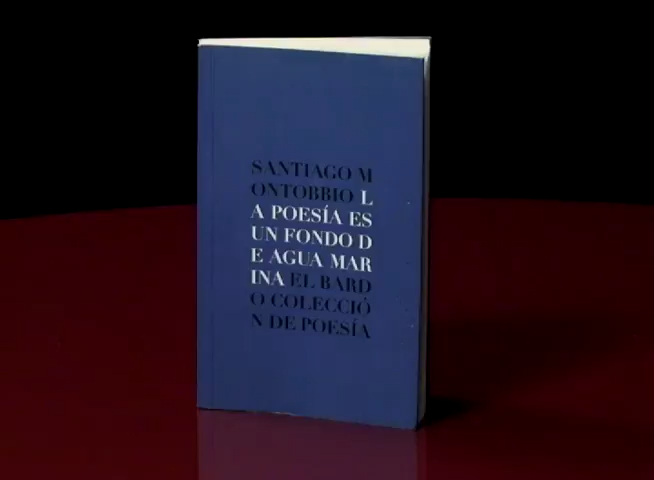 SANTIAGO M
ONTOBBIO L
A POESÍA ES
UN FONDO D
E AGUA MAR
INA EL BARD
O COLECCIÓ
N DE POESÍA